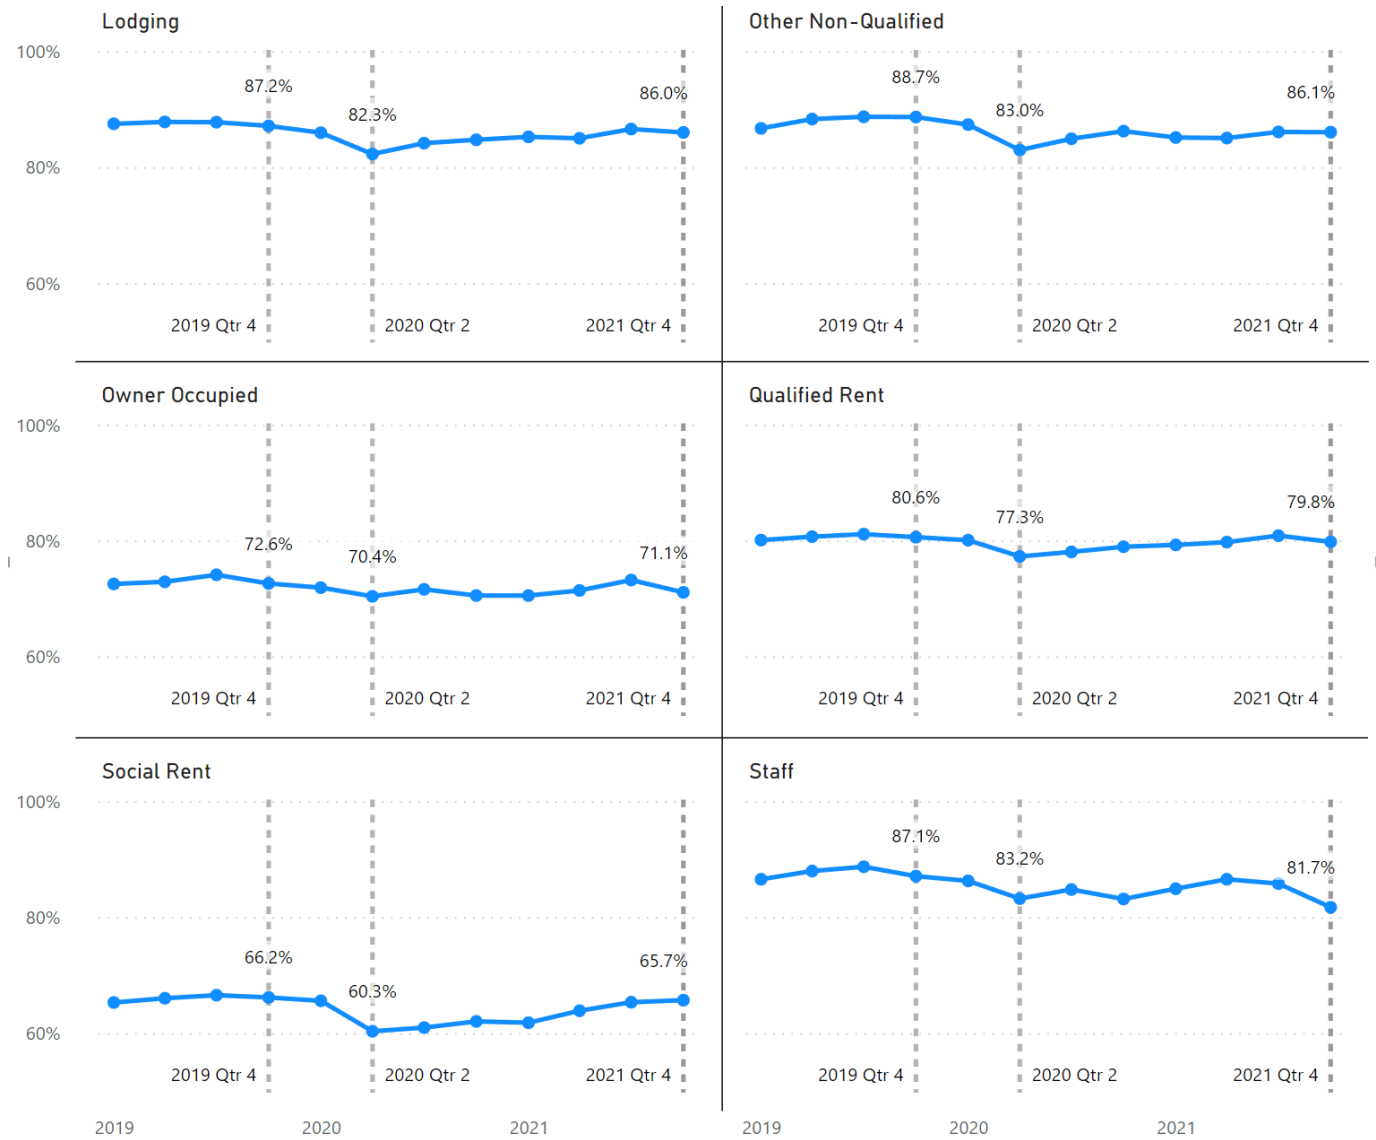 Lodging
100%
87.2%
82.3%
86.0%
80%
60%
2019 Qtr 4
2020 Qtr 2
2021 Qtr 4
Other Non-Qualified
88.7%
83.0%
86.1%
2019 Qtr 4
2020 Qtr 2
2021 Qtr 4
Owner Occupied
100%
80%
72.6%
70.4%
71.1%
60%
2019 Qtr 4
2020 Qtr 2
2021 Qtr 4
Qualified Rent
80.6%
77.3%
79.8%
2019 Qtr 4
2020 Qtr 2
2021 Qtr 4
Social Rent
100%
80%
66.2%
60.3%
65.7%
60%
2019 Qtr 4
2020 Qtr 2
2021 Qtr 4
Staff
87.1%
83.2%
81.7%
2019 Qtr 4
2020 Qtr 2
2021 Qtr 4
2019
2020
2021
2019
2020
2021